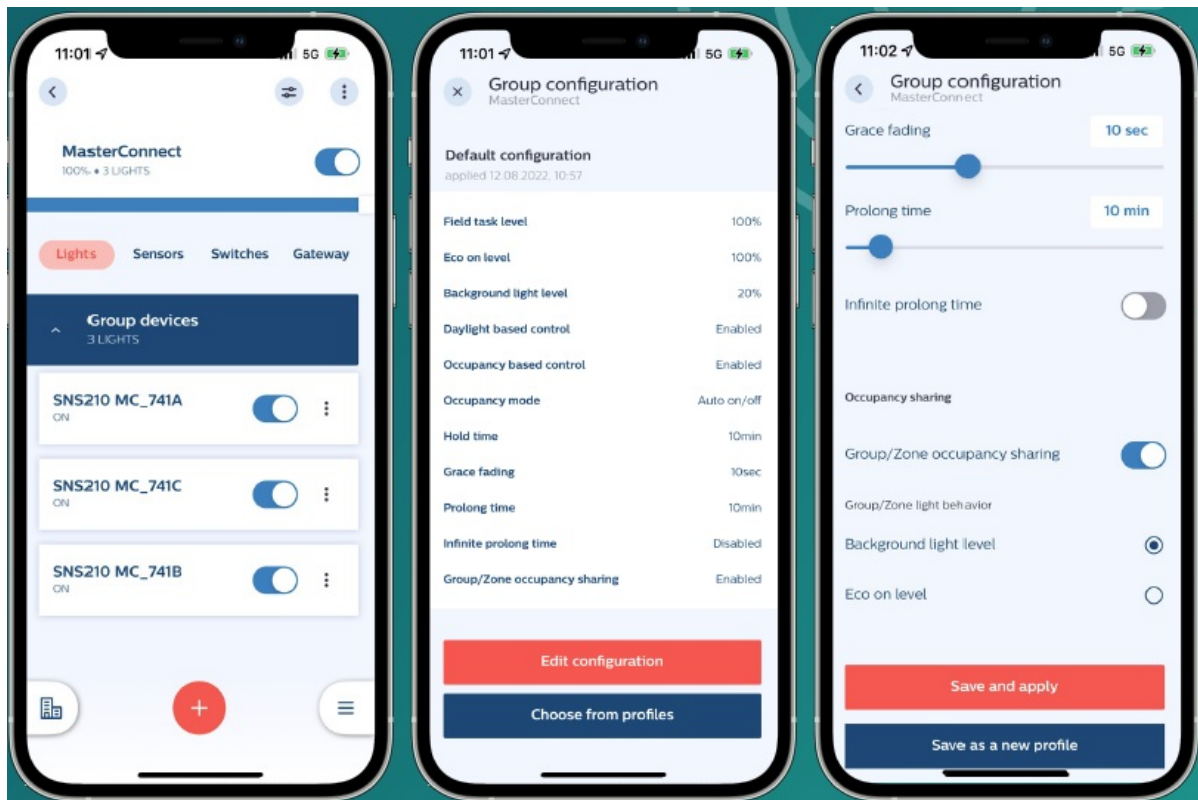 11:01
5G
MasterConnect
100% • 3 LIGHTS
Lights Sensors Switches Gateway
Group devices
3 LIGHTS
SNS210 MC_741A
ON
SNS210 MC_741C
ON
SNS210 MC_741B
ON
+
11:01
5G
Group configuration
MasterConnect
Default configuration
applied 12.08.2022, 10:57
Field task level 100%
Eco on level 100%
Background light level 20%
Daylight based control Enabled
Occupancy based control Enabled
Occupancy mode Auto on/off
Hold time 10min
Grace fading 10sec
Prolong time 10min
Infinite prolong time Disabled
Group/Zone occupancy sharing Enabled
Edit configuration
Choose from profiles
11:02
5G
Group configuration
MasterConnect
Grace fading 10 sec
Prolong time 10 min
Infinite prolong time
Occupancy sharing
Group/Zone occupancy sharing
Group/Zone light behavior
Background light level
Eco on level
Save and apply
Save as a new profile